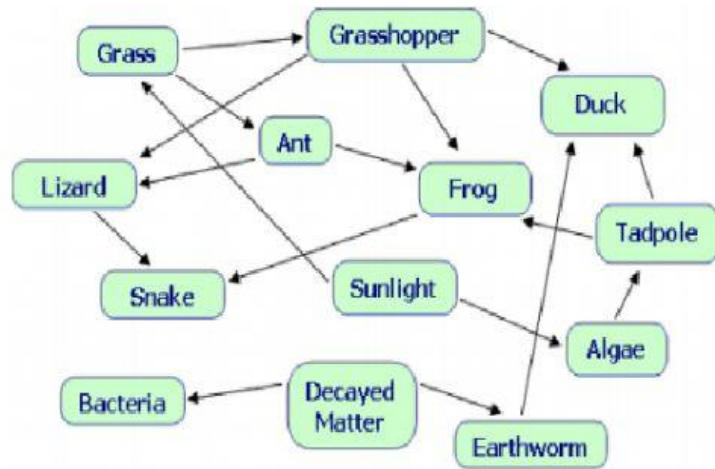 Grass
Grasshopper
Duck
Ant
Lizard
Frog
Tadpole
Snake
Sunlight
Algae
Bacteria
Decayed
Matter
Earthworm